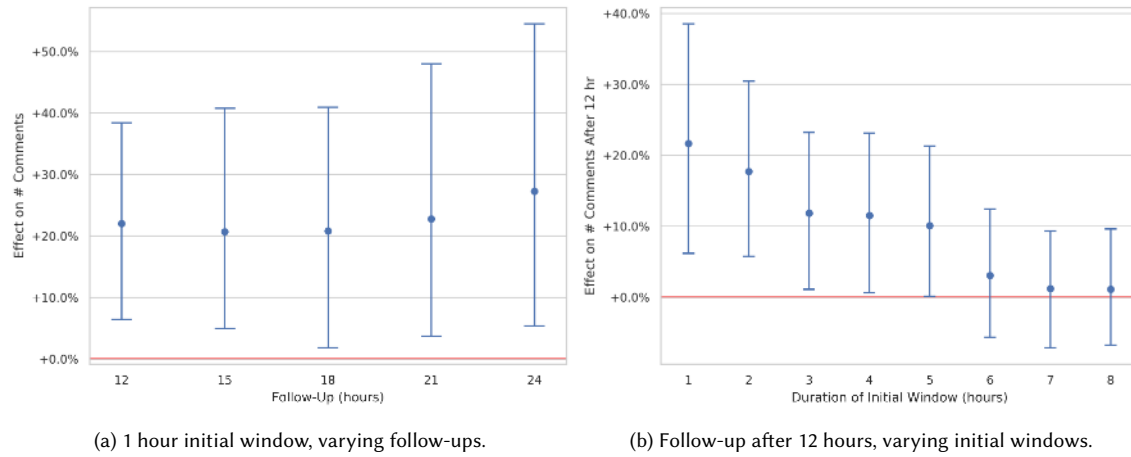 +50.0%
+40.0%
+30.0%
+20.0%
+10.0%
+0.0%
Effect on # Comments
12 15 18 21 24
Follow-Up (hours)
(a) 1 hour initial window, varying follow-ups.
+40.0%
+30.0%
+20.0%
+10.0%
+0.0%
Effect on # Comments After 12 hr
1 2 3 4 5 6 7 8
Duration of Initial Window (hours)
(b) Follow-up after 12 hours, varying initial windows.